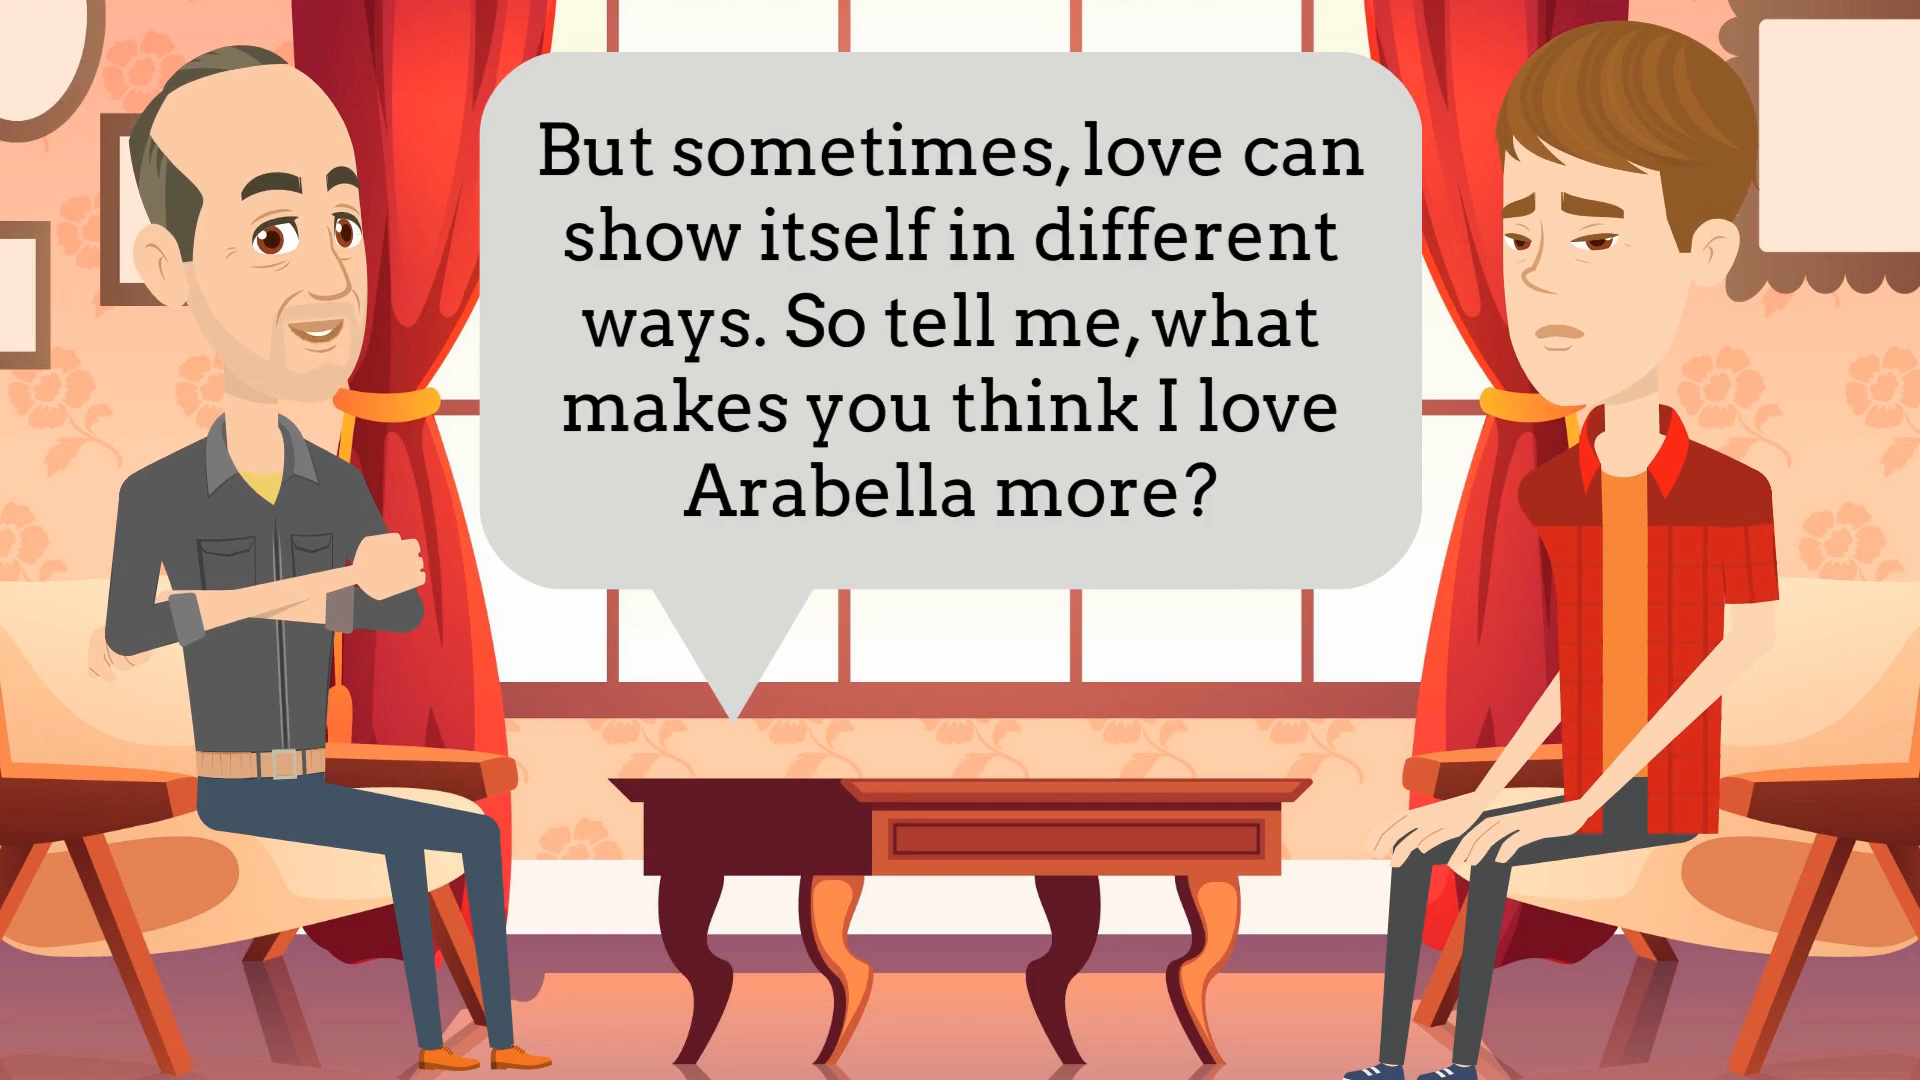 But sometimes, love can
show itself in different
ways. So tell me, what
makes you think I love
Arabella more?